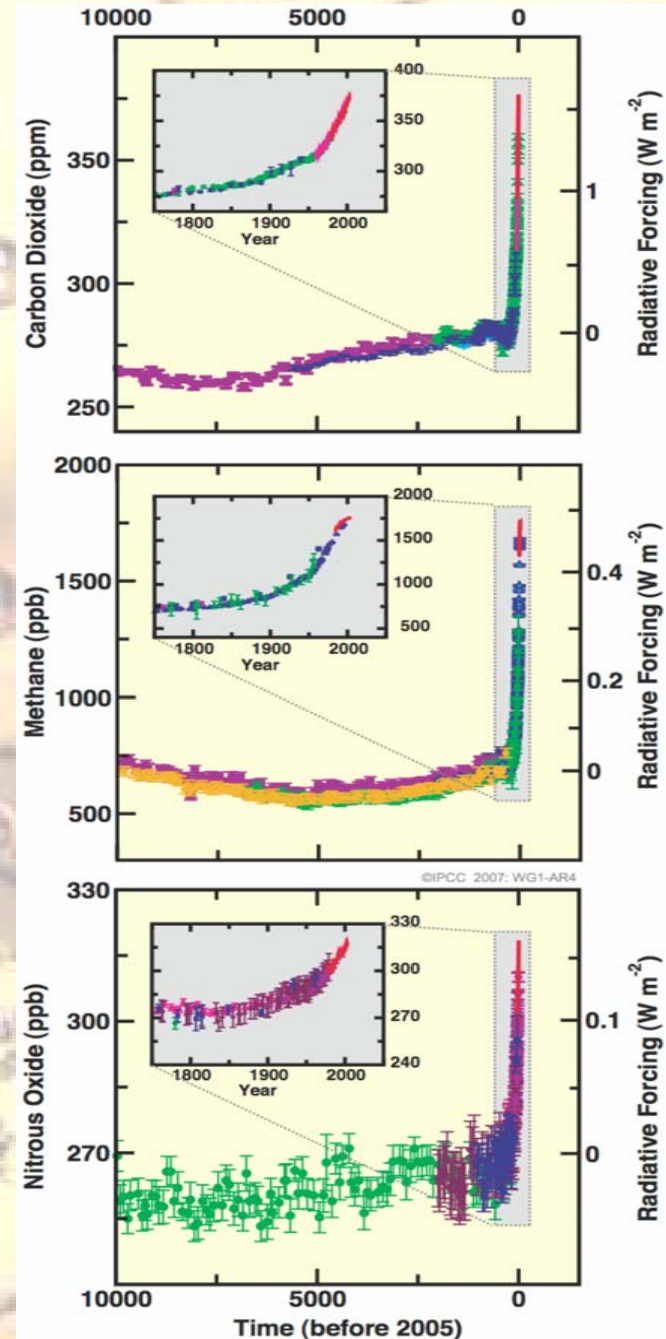 10000 5000 0
Carbon Dioxide (ppm)
350
300
250
400
350
300
1800 1900 2000
Year
1
0
Radiative Forcing (W m-2)
Methane (ppb)
2000
1500
1000
500
2000
1500
1000
500
1800 1900 2000
Year
0.4
0.2
0
Radiative Forcing (W m-2)
©IPCC 2007: WG1-AR4
Nitrous Oxide (ppb)
330
300
270
330
300
270
240
1800 1900 2000
Year
0.1
0
Radiative Forcing (W m-2)
10000 5000 0
Time (before 2005)